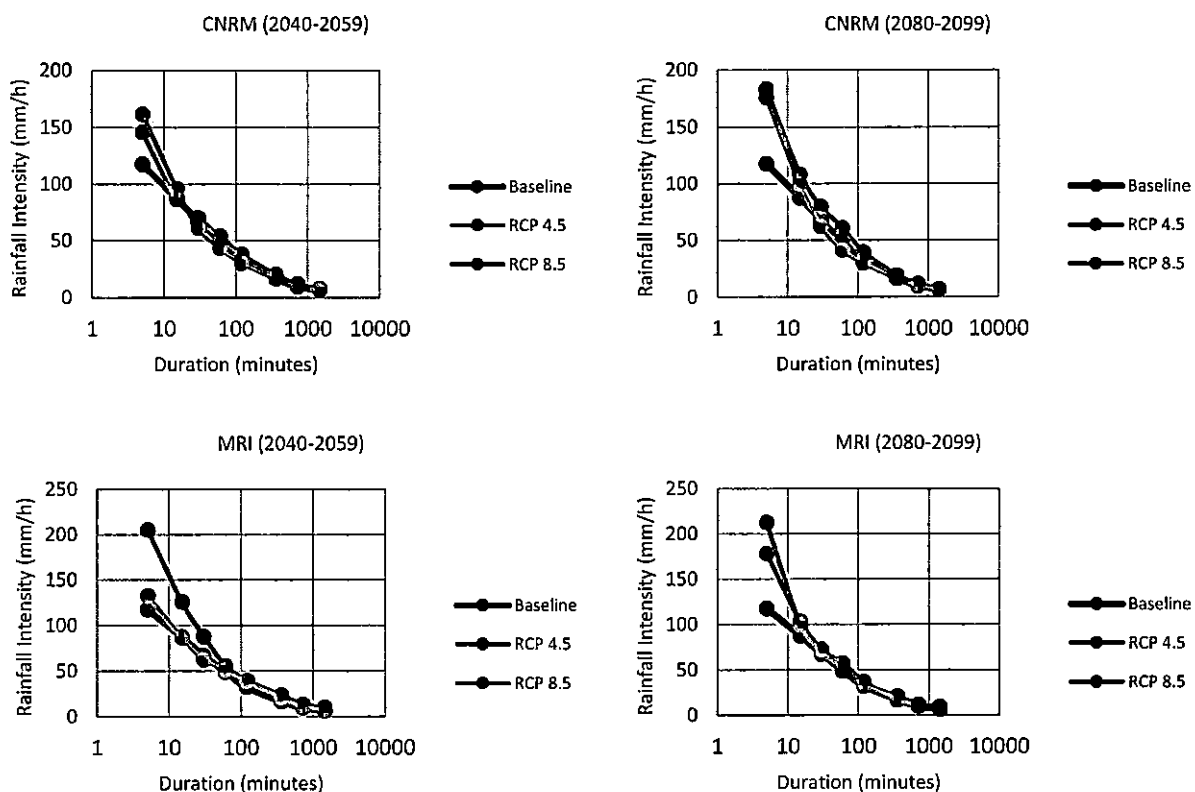 CNRM (2040-2059)
Rainfall Intensity (mm/h)
200
150
100
50
0
1 10 100 1000 10000
Duration (minutes)
Baseline
RCP 4.5
RCP 8.5
CNRM (2080-2099)
Rainfall Intensity (mm/h)
200
150
100
50
0
1 10 100 1000 10000
Duration (minutes)
Baseline
RCP 4.5
RCP 8.5
MRI (2040-2059)
Rainfall Intensity (mm/h)
250
200
150
100
50
0
1 10 100 1000 10000
Duration (minutes)
Baseline
RCP 4.5
RCP 8.5
MRI (2080-2099)
Rainfall Intensity (mm/h)
250
200
150
100
50
0
1 10 100 1000 10000
Duration (minutes)
Baseline
RCP 4.5
RCP 8.5